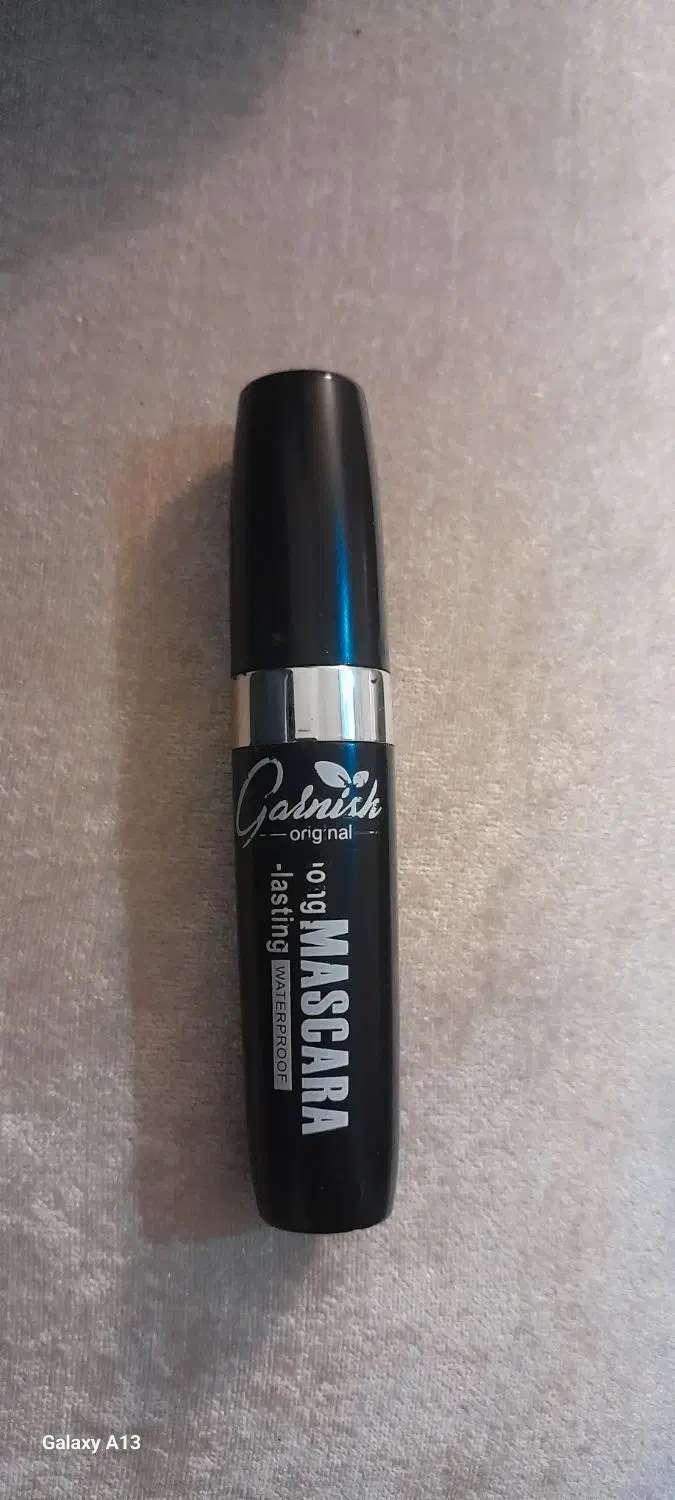 Garnish
original
long
-lasting
MASCARA
WATERPROOF
Galaxy A13